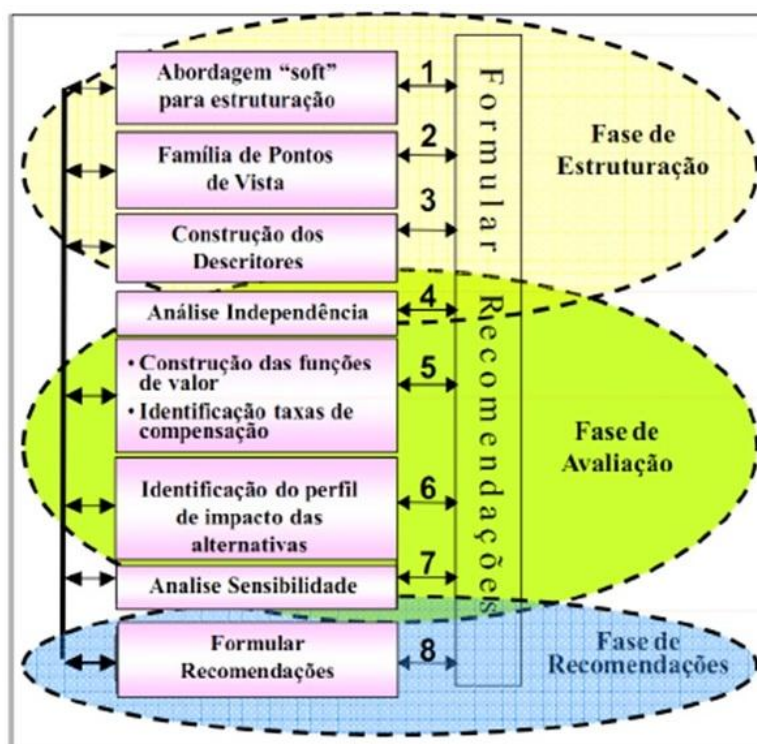 Abordagem “soft”
para estruturação
1
Família de Pontos
de Vista
2
Construção dos
Descritores
3
Análise Independência
4
• Construção das funções
de valor
• Identificação taxas de
compensação
5
Identificação do perfil
de impacto das
alternativas
6
Analise Sensibilidade
7
Formular
Recomendações
8
Formular Recomendações
Fase de
Estruturação
Fase de
Avaliação
Fase de
Recomendações